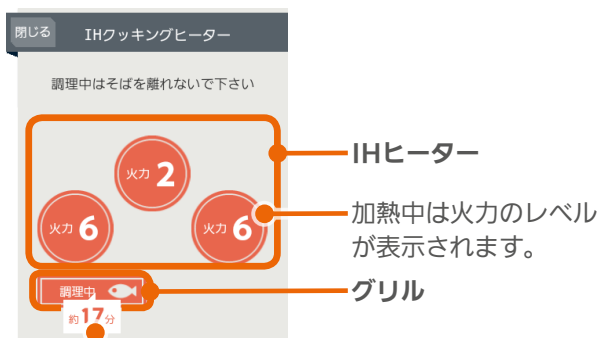 閉じる
IHクッキングヒーター
調理中はそばを離れないで下さい
火力 2
火力 6
火力 6
調理中
約17分
IHヒーター
加熱中は火力のレベル
が表示されます。
グリル